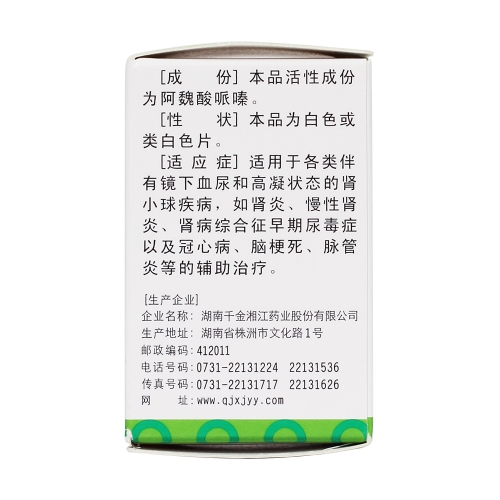 [成　份] 本品活性成份
为阿魏酸哌嗪。
[性　状] 本品为白色或
类白色片。
[适应症] 适用于各类伴
有镜下血尿和高凝状态的肾
小球疾病，如肾炎、慢性肾
炎、肾病综合征早期尿毒症
以及冠心病、脑梗死、脉管
炎等的辅助治疗。
[生产企业]
企业名称：湖南千金湘江药业股份有限公司
生产地址：湖南省株洲市文化路1号
邮政编码：412011
电话号码：0731-22131224 22131536
传真号码：0731-22131717 22131626
网　　址：www.qjxjyy.com